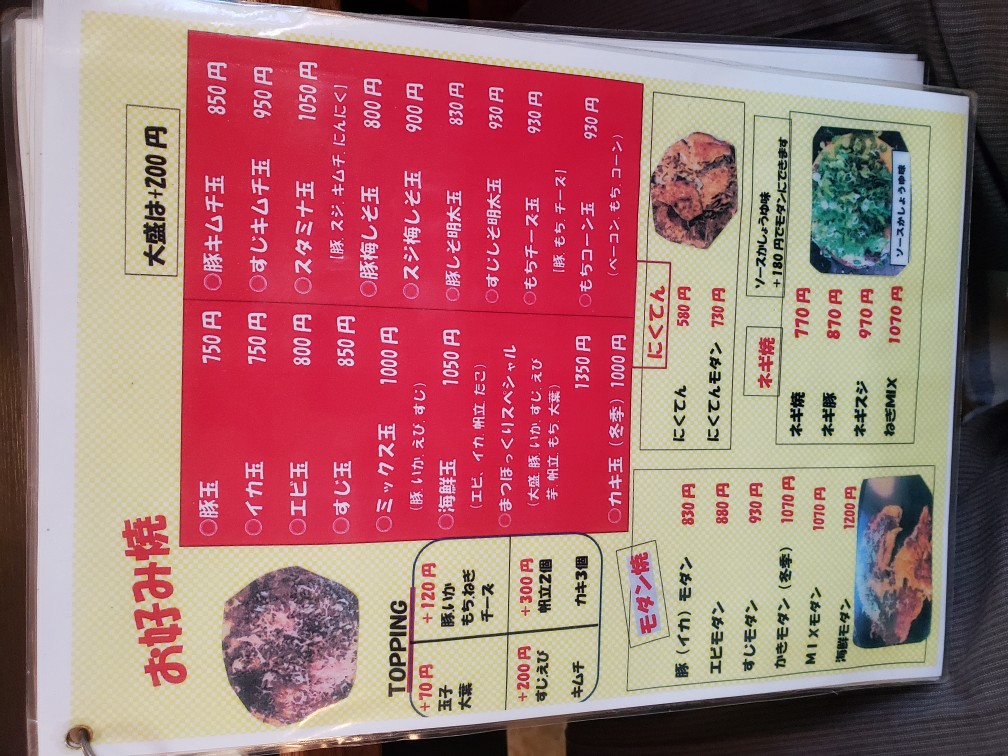 お好み焼
大盛は+200円
○豚玉 750円
○イカ玉 750円
○エビ玉 800円
○すじ玉 850円
○ミックス玉 1000円
(豚,いか,えび,すじ)
○海鮮玉 1050円
(エビ、イカ,帆立,たこ)
○まつぼっくりスペシャル
(大盛,豚,いか,すじ,えび
芋,帆立,もち,大葉) 1350円
○カキ玉(冬季)1000円
○豚キムチ玉 850円
○すじキムチ玉 950円
○スタミナ玉 1050円
[豚,スジ,キムチ,にんにく]
○豚梅しそ玉 800円
○スジ梅しそ玉 900円
○豚しそ明太玉 830円
○すじしそ明太玉 930円
○もちチーズ玉 930円
[豚,もち,チーズ]
○もちコーン玉 930円
(ベーコン,もち,コーン)
TOPPING
+70円
玉子
大葉
+120円
豚,いか
もち,ねぎ
チーズ
+200円
すじ,えび
キムチ
+300円
帆立2個
カキ3個
モダン焼
豚(イカ)モダン 830円
エビモダン 880円
すじモダン 930円
かきモダン(冬季) 1070円
MIXモダン 1070円
海鮮モダン 1200円
にくてん
にくてん 580円
にくてんモダン 730円
ソースかしょうゆ味
+180円でモダンにできます
ネギ焼
ネギ焼 770円
ネギ豚 870円
ネギスジ 970円
ねぎMIX 1070円
ソースかしょうゆ味